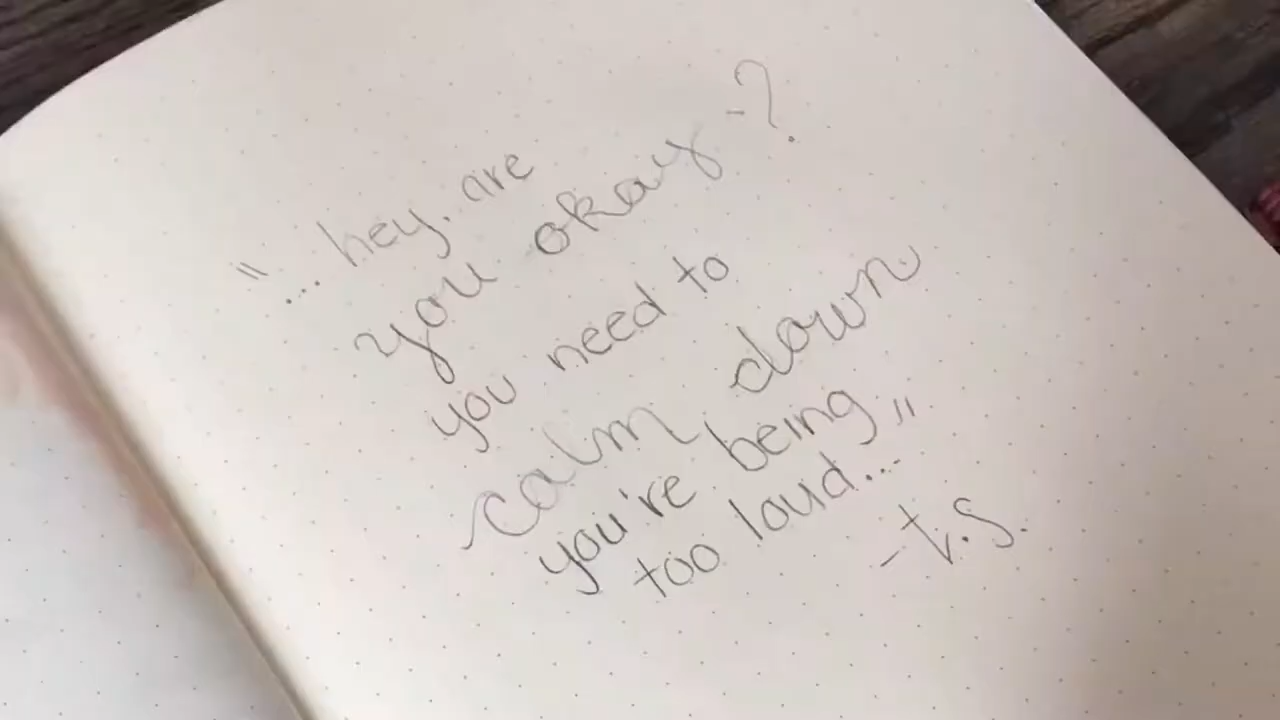 "... hey, are
you okay -?
you need to
calm down
you're being
too loud..."
-t.s.